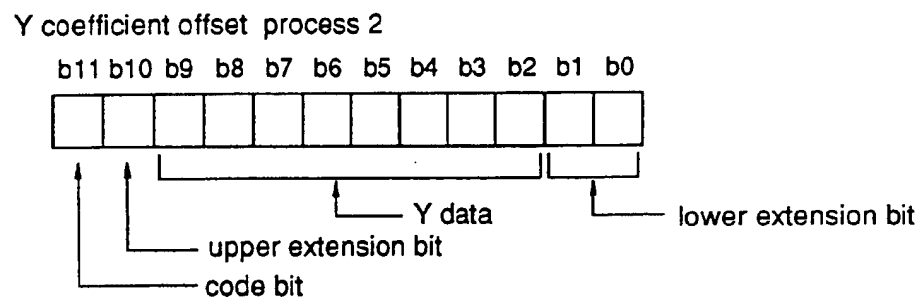 Y coefficient offset process 2
b11 b10 b9 b8 b7 b6 b5 b4 b3 b2 b1 b0
Y data
lower extension bit
upper extension bit
code bit